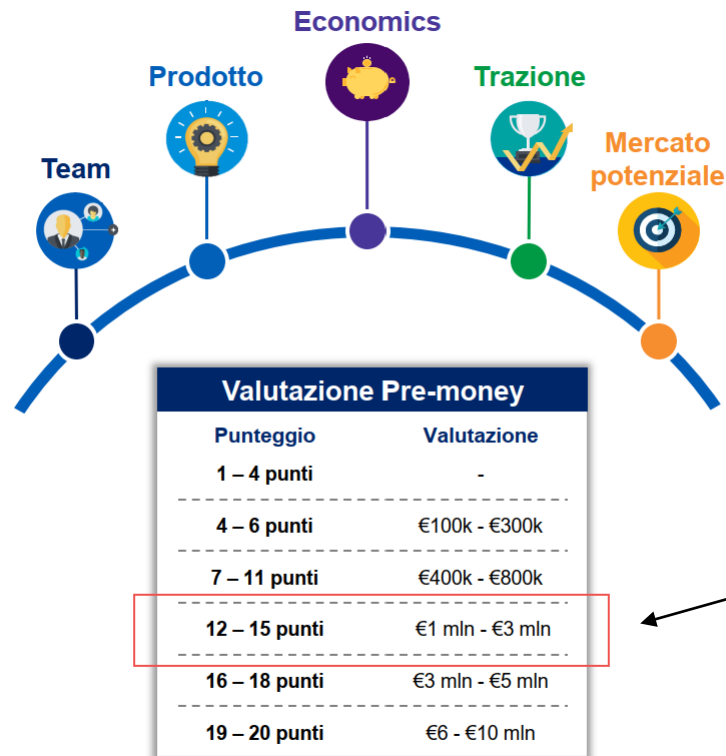 Economics
Prodotto
Trazione
Team
Mercato
potenziale
Valutazione Pre-money
Punteggio Valutazione
1 – 4 punti -
4 – 6 punti €100k - €300k
7 – 11 punti €400k - €800k
12 – 15 punti €1 mln - €3 mln
16 – 18 punti €3 mln - €5 mln
19 – 20 punti €6 - €10 mln